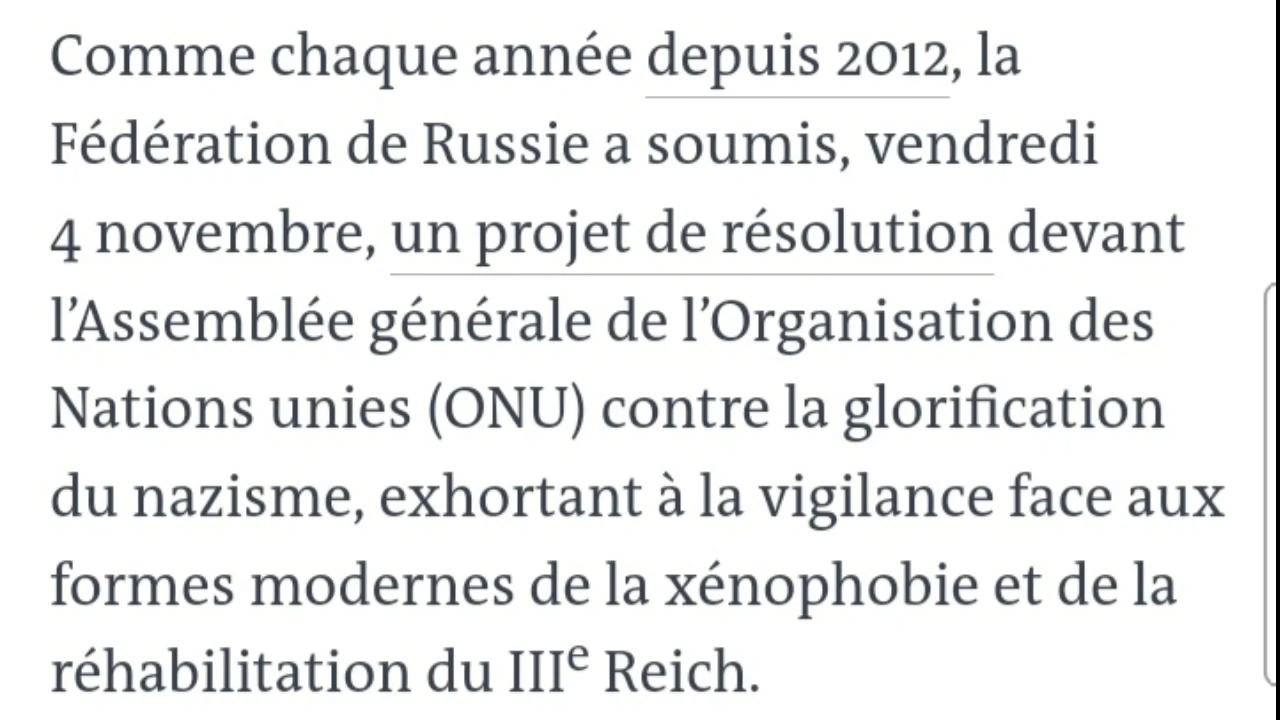 Comme chaque année depuis 2012, la
Fédération de Russie a soumis, vendredi
4 novembre, un projet de résolution devant
l’Assemblée générale de l’Organisation des
Nations unies (ONU) contre la glorification
du nazisme, exhortant à la vigilance face aux
formes modernes de la xénophobie et de la
réhabilitation du IIIe Reich.